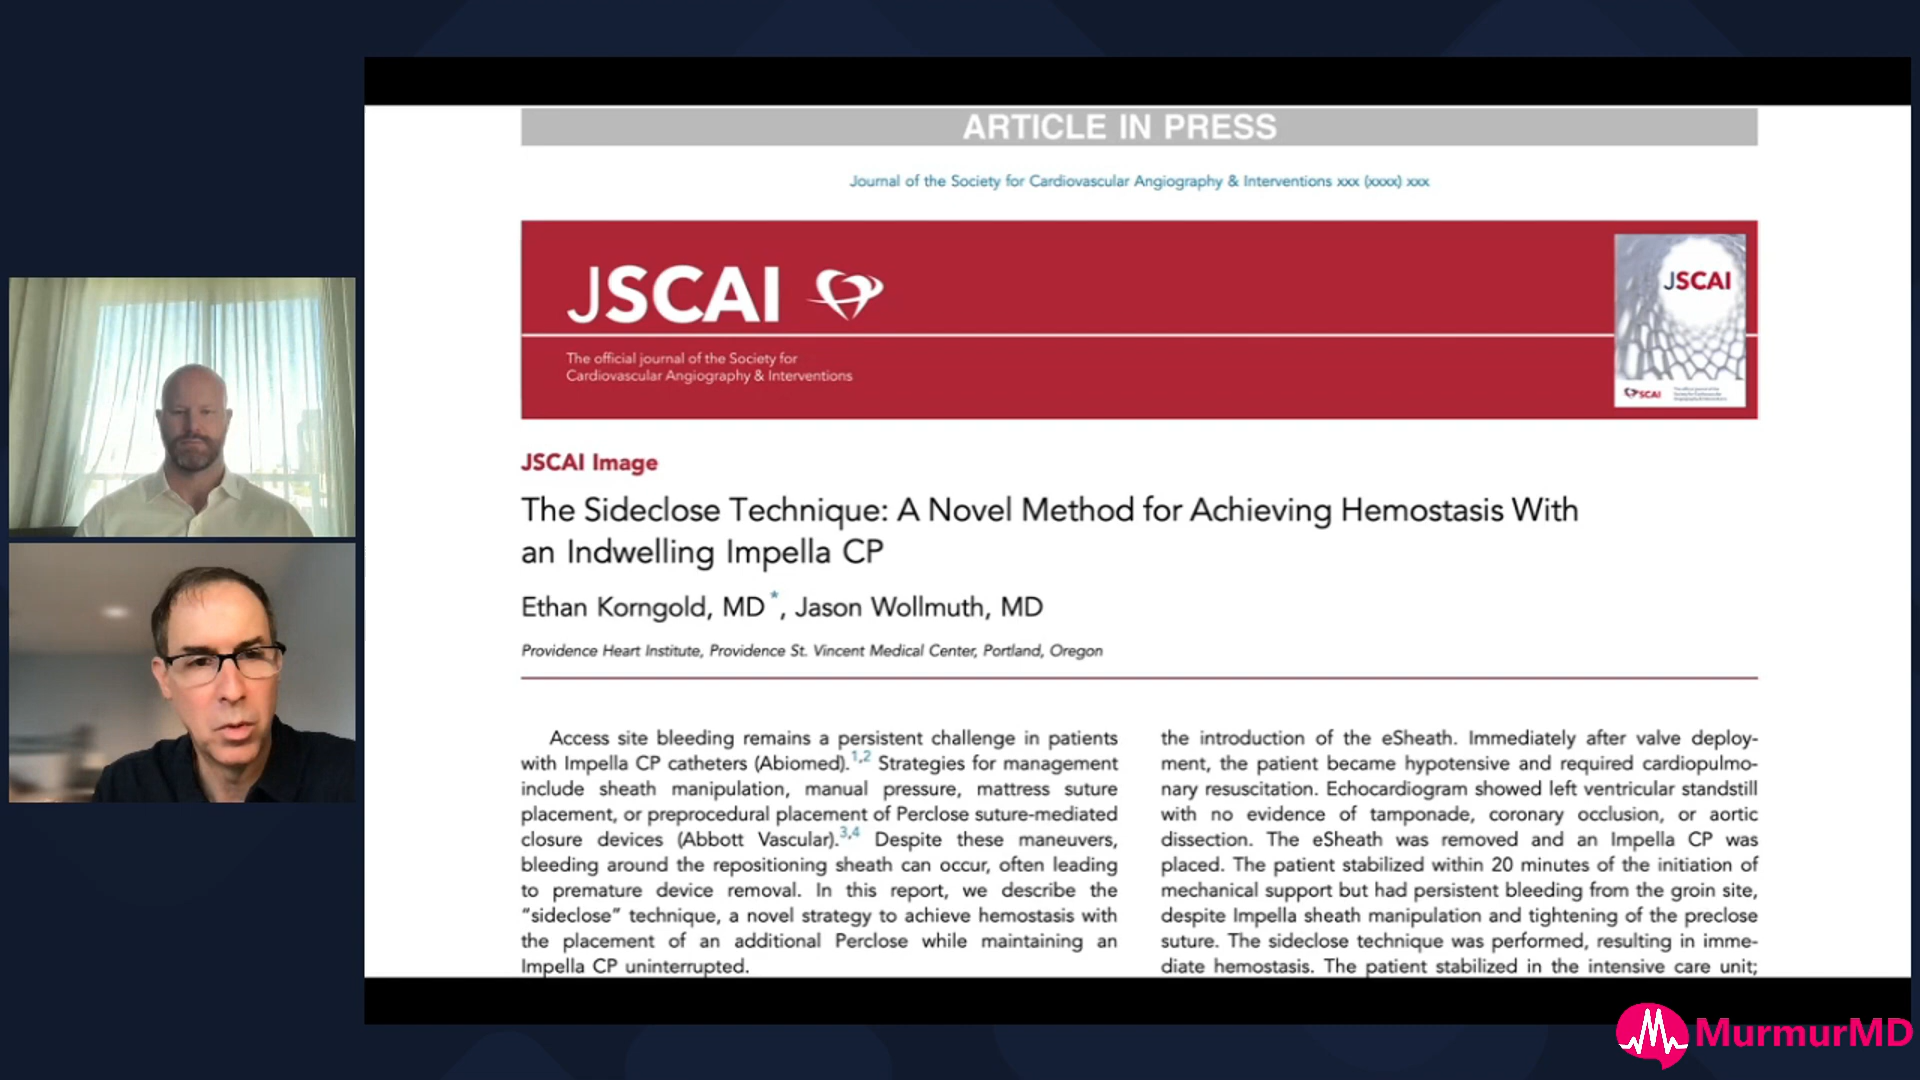 ARTICLE IN PRESS
Journal of the Society for Cardiovascular Angiography & Interventions xxx (xxxx) xxx
JSCAI
The official journal of the Society for
Cardiovascular Angiography & Interventions
JSCAI
SCAI
JSCAI Image
The Sideclose Technique: A Novel Method for Achieving Hemostasis With
an Indwelling Impella CP
Ethan Korngold, MD*, Jason Wollmuth, MD
Providence Heart Institute, Providence St. Vincent Medical Center, Portland, Oregon
Access site bleeding remains a persistent challenge in patients
with Impella CP catheters (Abiomed).1,2 Strategies for management
include sheath manipulation, manual pressure, mattress suture
placement, or preprocedural placement of Perclose suture-mediated
closure devices (Abbott Vascular).3,4 Despite these maneuvers,
bleeding around the repositioning sheath can occur, often leading
to premature device removal. In this report, we describe the
“sideclose” technique, a novel strategy to achieve hemostasis with
the placement of an additional Perclose while maintaining an
Impella CP uninterrupted.
the introduction of the eSheath. Immediately after valve deploy-
ment, the patient became hypotensive and required cardiopulmo-
nary resuscitation. Echocardiogram showed left ventricular standstill
with no evidence of tamponade, coronary occlusion, or aortic
dissection. The eSheath was removed and an Impella CP was
placed. The patient stabilized within 20 minutes of the initiation of
mechanical support but had persistent bleeding from the groin site,
despite Impella sheath manipulation and tightening of the preclose
suture. The sideclose technique was performed, resulting in imme-
diate hemostasis. The patient stabilized in the intensive care unit;
MurmurMD